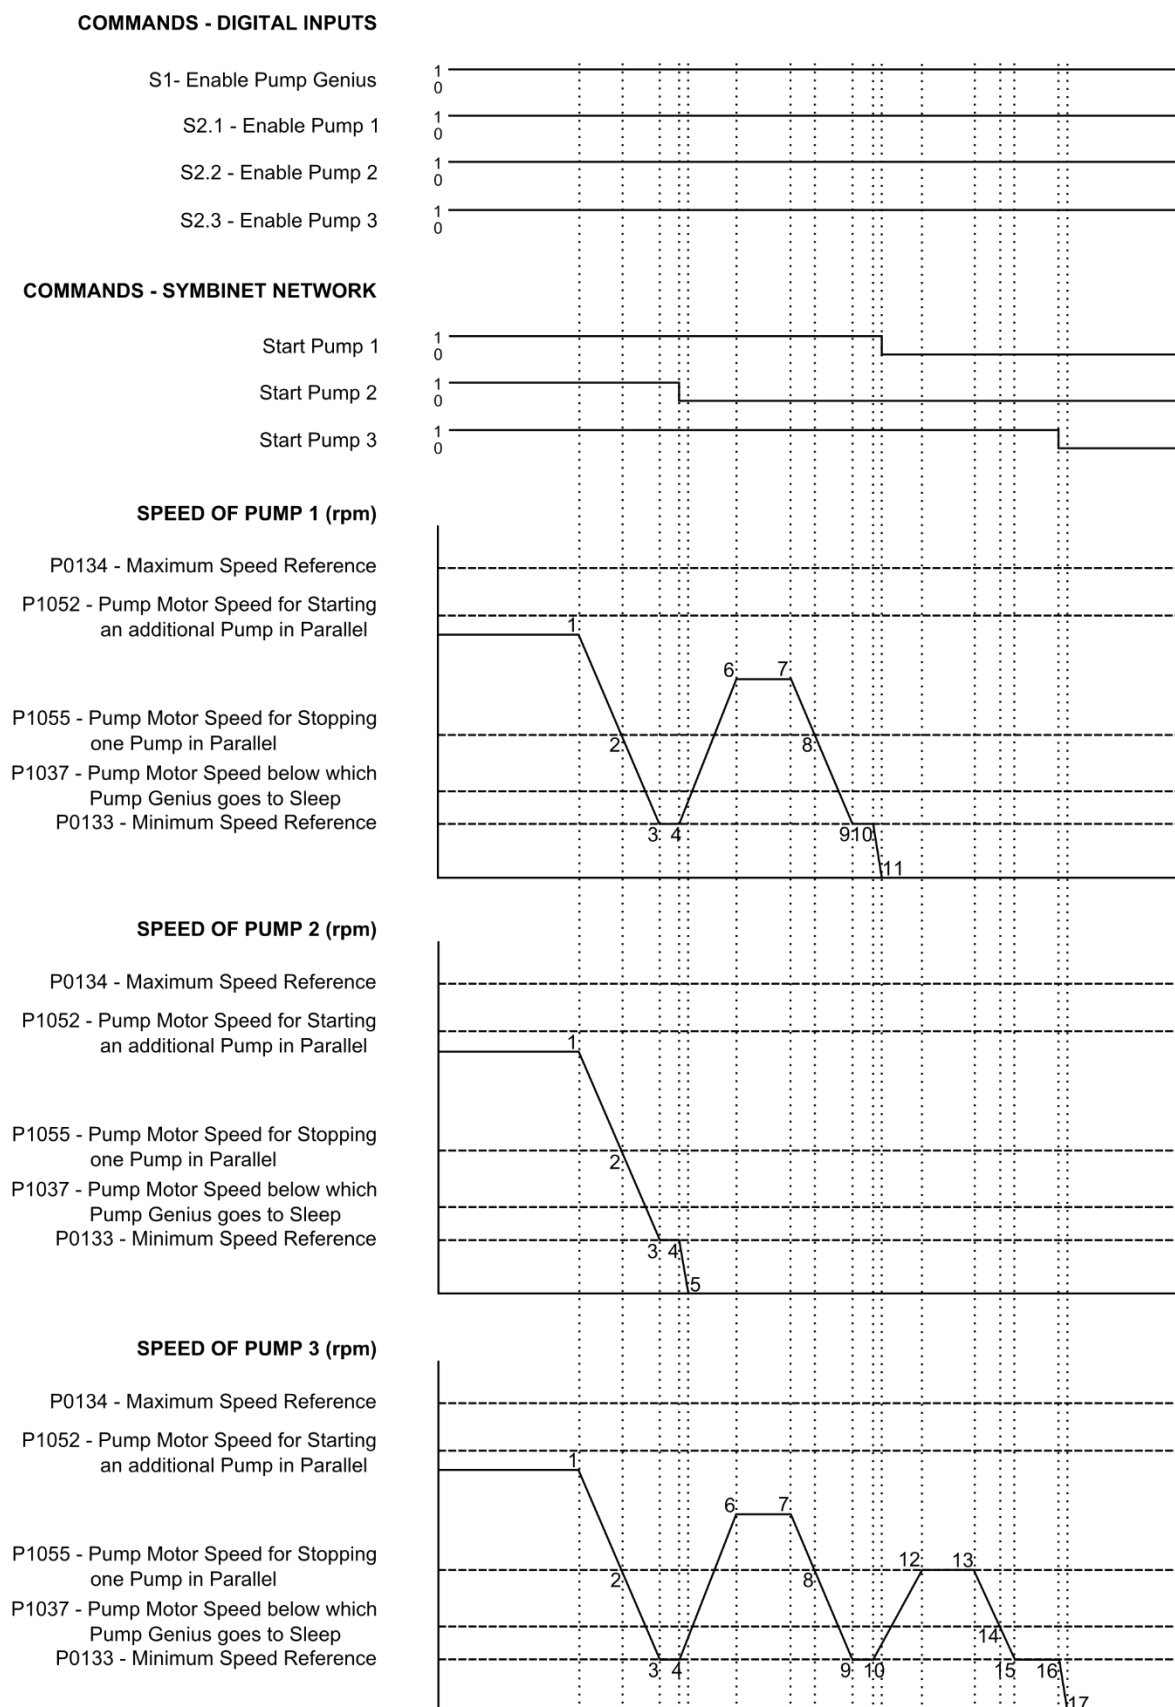 COMMANDS - DIGITAL INPUTS
S1- Enable Pump Genius
1
0
S2.1 - Enable Pump 1
1
0
S2.2 - Enable Pump 2
1
0
S2.3 - Enable Pump 3
1
0
COMMANDS - SYMBINET NETWORK
Start Pump 1
1
0
Start Pump 2
1
0
Start Pump 3
1
0
SPEED OF PUMP 1 (rpm)
P0134 - Maximum Speed Reference
P1052 - Pump Motor Speed for Starting
an additional Pump in Parallel
1
6 7
P1055 - Pump Motor Speed for Stopping
one Pump in Parallel
2 8
P1037 - Pump Motor Speed below which
Pump Genius goes to Sleep
P0133 - Minimum Speed Reference
3 4 9 10
11
SPEED OF PUMP 2 (rpm)
P0134 - Maximum Speed Reference
P1052 - Pump Motor Speed for Starting
an additional Pump in Parallel
1
P1055 - Pump Motor Speed for Stopping
one Pump in Parallel
2
P1037 - Pump Motor Speed below which
Pump Genius goes to Sleep
P0133 - Minimum Speed Reference
3 4
5
SPEED OF PUMP 3 (rpm)
P0134 - Maximum Speed Reference
P1052 - Pump Motor Speed for Starting
an additional Pump in Parallel
1
6 7
P1055 - Pump Motor Speed for Stopping
one Pump in Parallel
12 13
2 8
P1037 - Pump Motor Speed below which
Pump Genius goes to Sleep
14
P0133 - Minimum Speed Reference
3 4 9 10 15 16
17